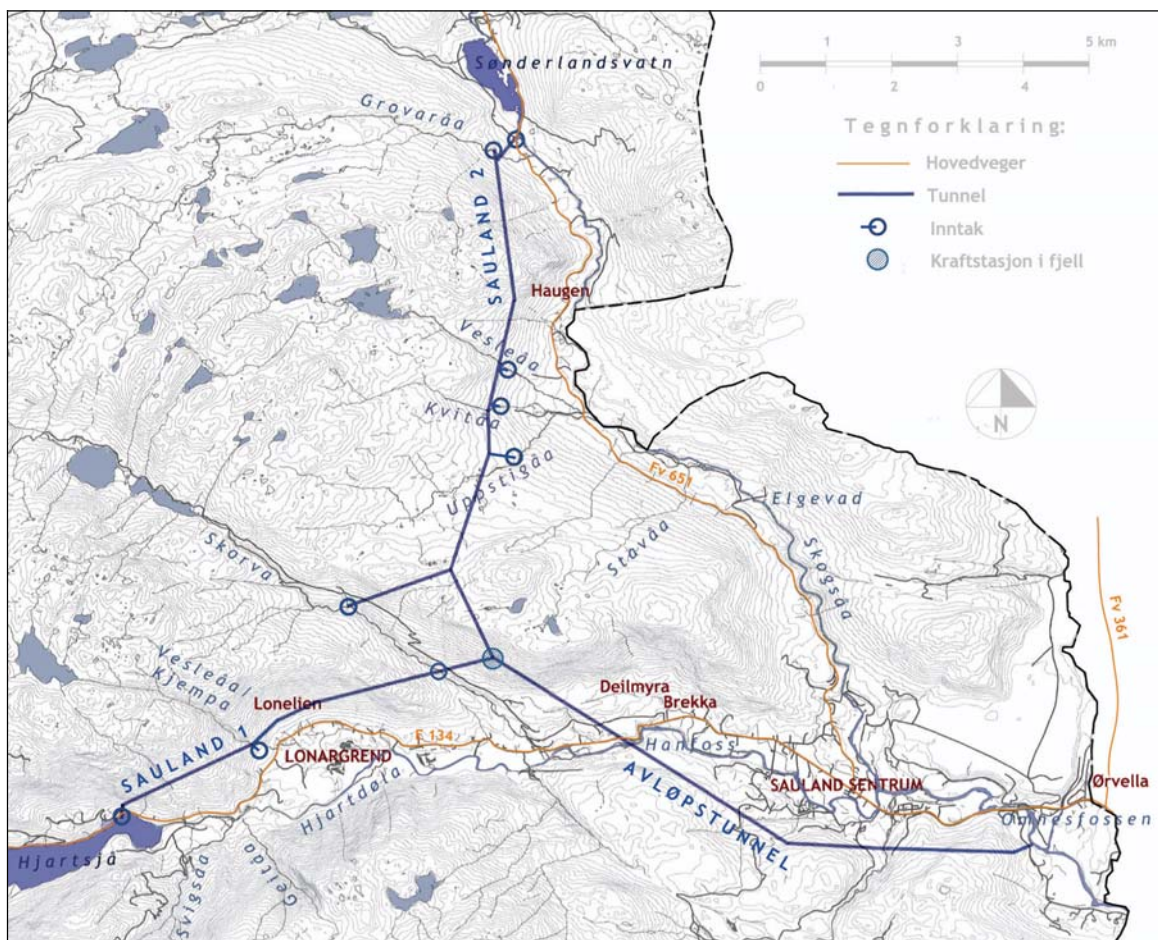 1 3 5 km
0 2 4
Sønderlandsvatn
Grovaråa
Tegnforklaring:
Hovedveger
Tunnel
Inntak
Kraftstasjon i fjell
SAULAND 2
Haugen
Vesleåa
Kvitåa
N
Uppstigåa
Fv 651
Elgevad
Skogsåa
Stavåa
Skorva
Fv 361
Vesleåa/
Kjempa
Lonelien
Deilmyra
Brekka
SAULAND 1
E 134
LONARGREND
Hanfoss
Hjartdøla
AVLØPSTUNNEL
SAULAND SENTRUM
Ørvella
Omnesfossen
Hjartsjå
Svigsåa
Geitåa